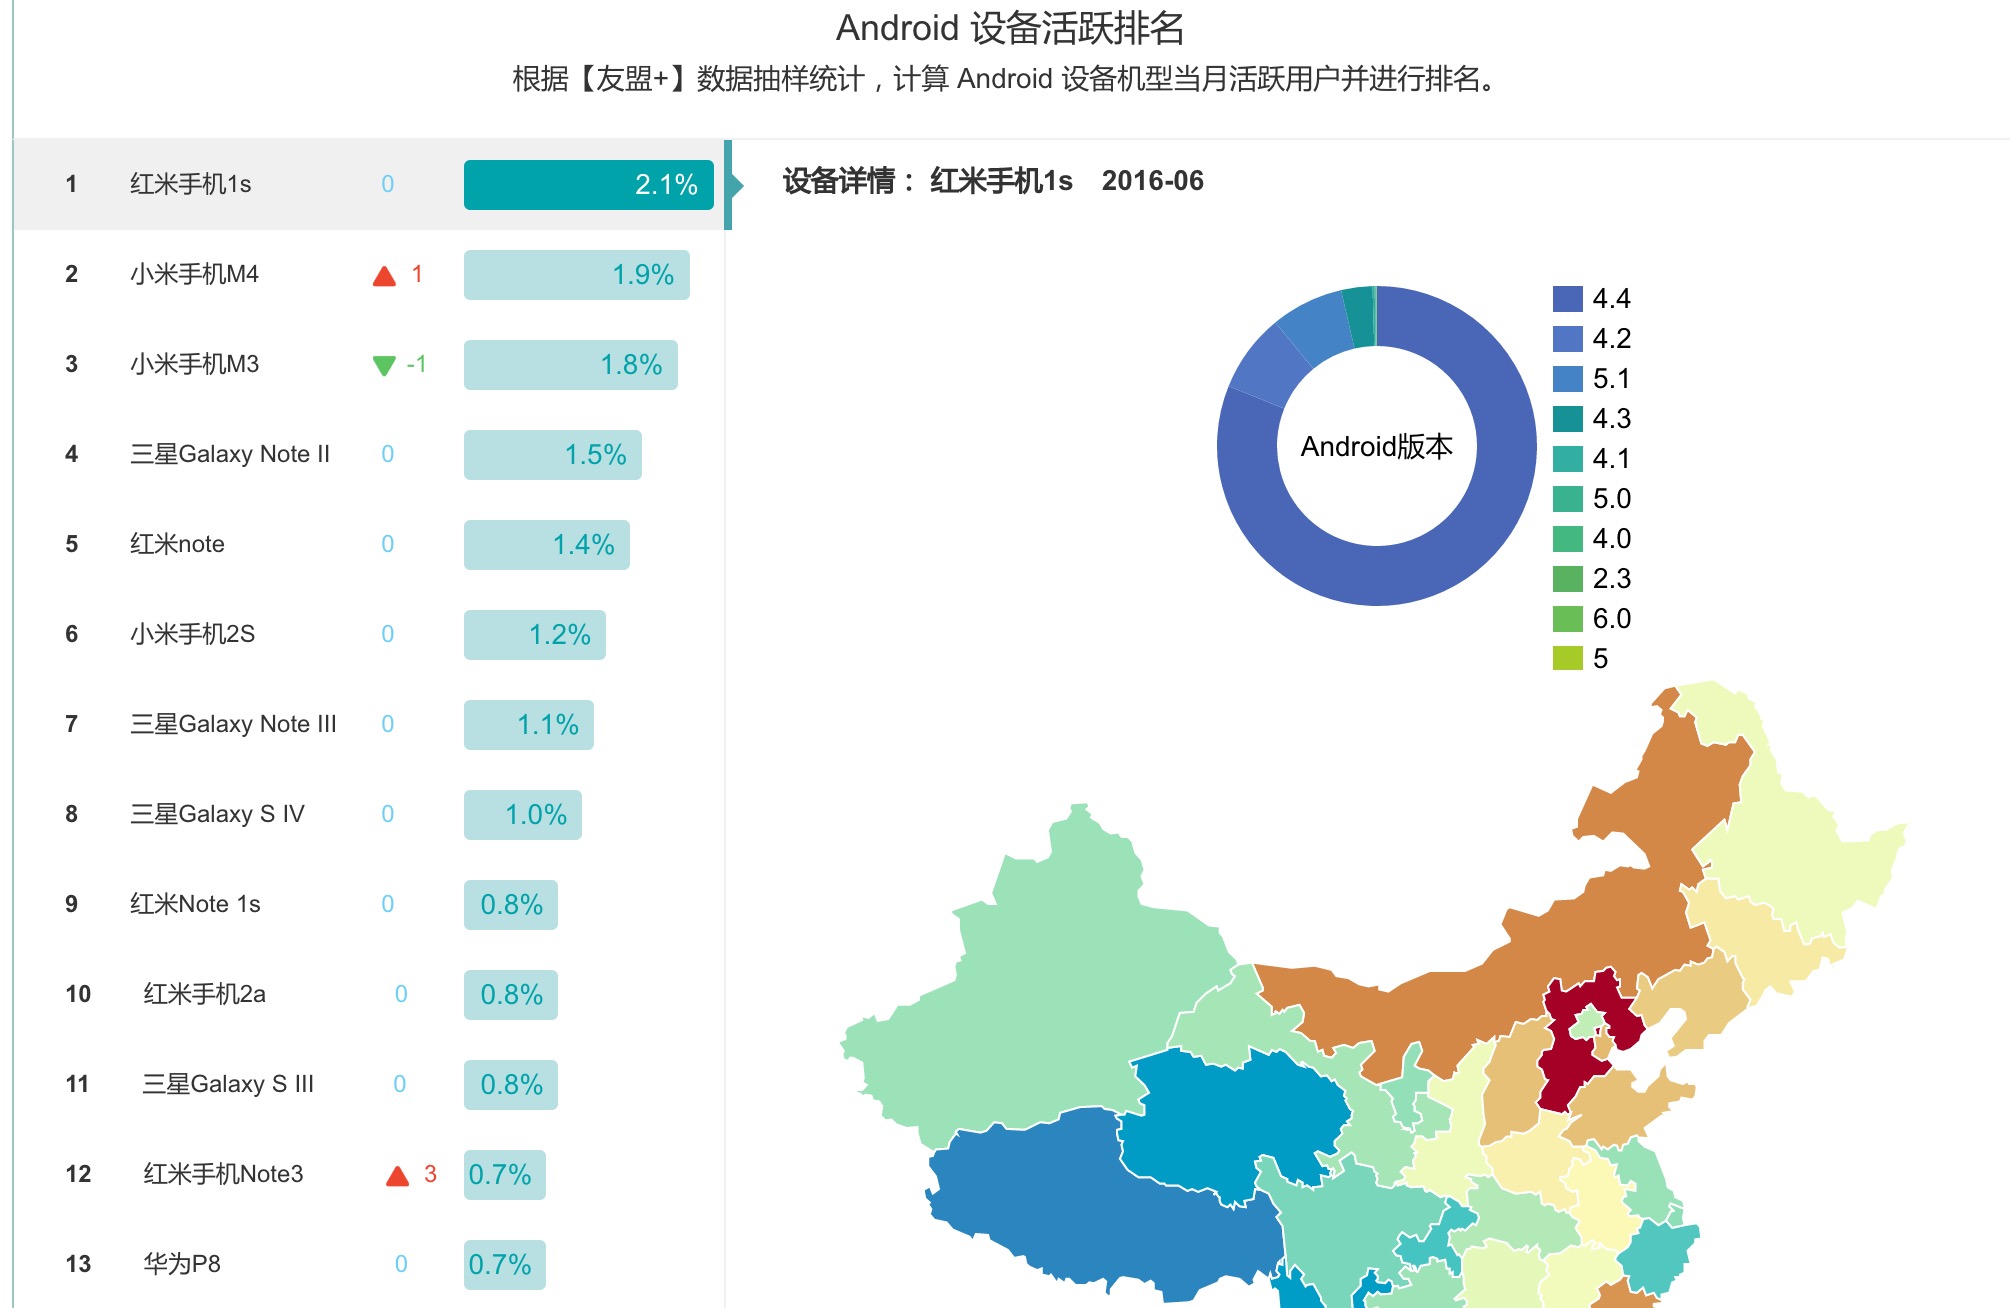 Android 设备活跃排名
根据【友盟+】数据抽样统计，计算 Android 设备机型当月活跃用户并进行排名。
1 红米手机1s 0 2.1%
2 小米手机M4 1 1.9%
3 小米手机M3 -1 1.8%
4 三星Galaxy Note II 0 1.5%
5 红米note 0 1.4%
6 小米手机2S 0 1.2%
7 三星Galaxy Note III 0 1.1%
8 三星Galaxy S IV 0 1.0%
9 红米Note 1s 0 0.8%
10 红米手机2a 0 0.8%
11 三星Galaxy S III 0 0.8%
12 红米手机Note3 3 0.7%
13 华为P8 0 0.7%
设备详情： 红米手机1s 2016-06
Android版本
4.4
4.2
5.1
4.3
4.1
5.0
4.0
2.3
6.0
5